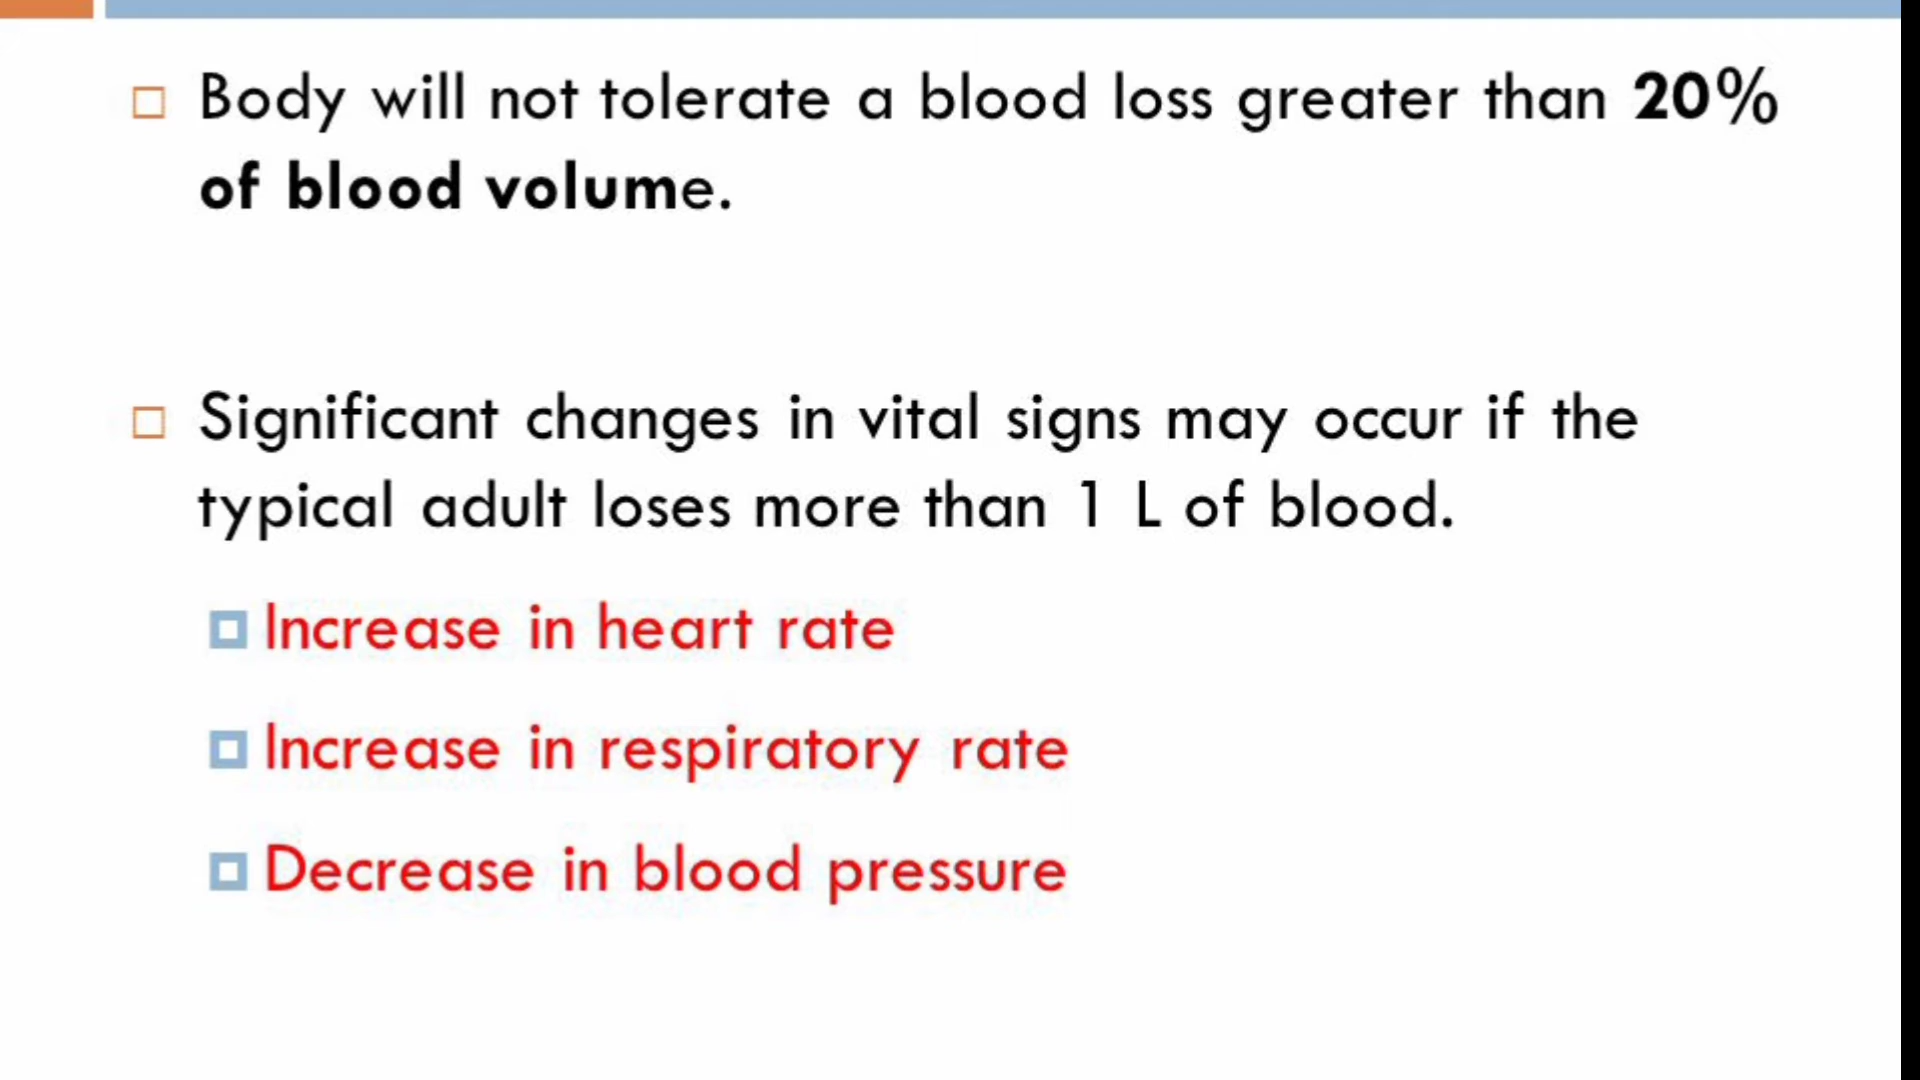 Body will not tolerate a blood loss greater than 20%
of blood volume.
Significant changes in vital signs may occur if the
typical adult loses more than 1 L of blood.
Increase in heart rate
Increase in respiratory rate
Decrease in blood pressure